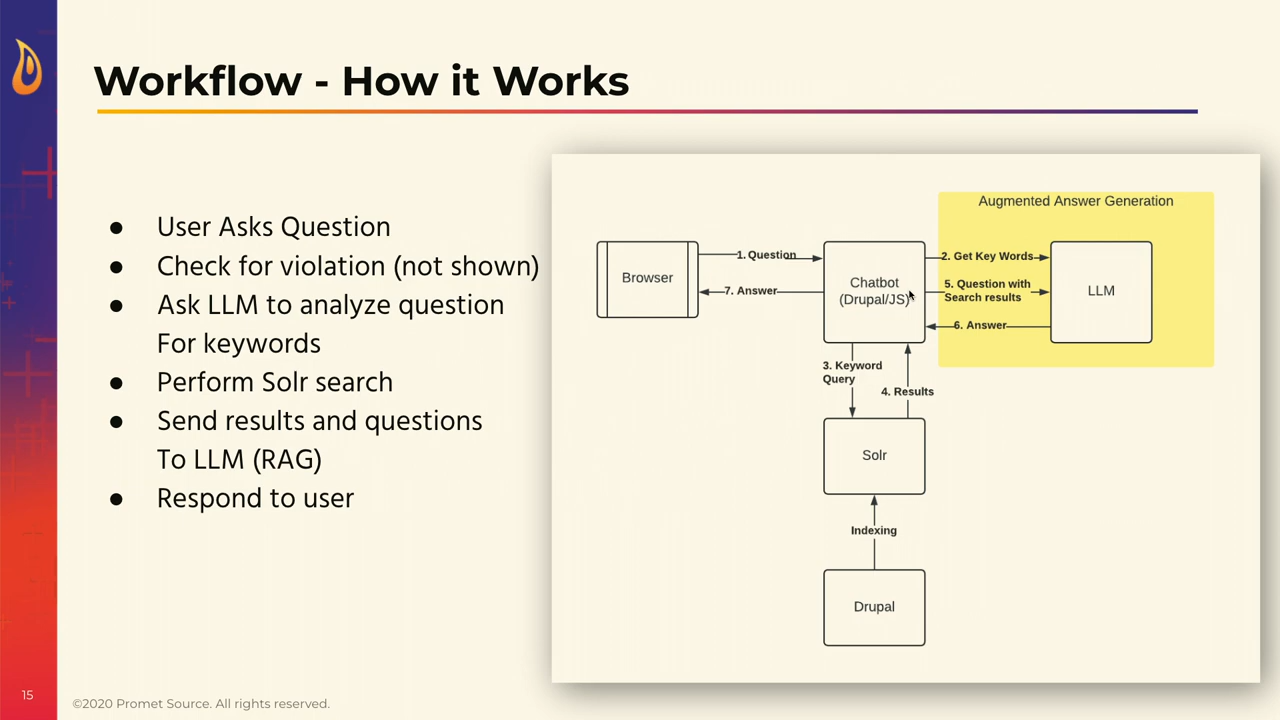 Workflow - How it Works
● User Asks Question
● Check for violation (not shown)
● Ask LLM to analyze question
For keywords
● Perform Solr search
● Send results and questions
To LLM (RAG)
● Respond to user
Augmented Answer Generation
Browser
1. Question
7. Answer
Chatbot
(Drupal/JS)
2. Get Key Words
5. Question with
Search results
6. Answer
LLM
3. Keyword
Query
4. Results
Solr
Indexing
Drupal
15
©2020 Promet Source. All rights reserved.